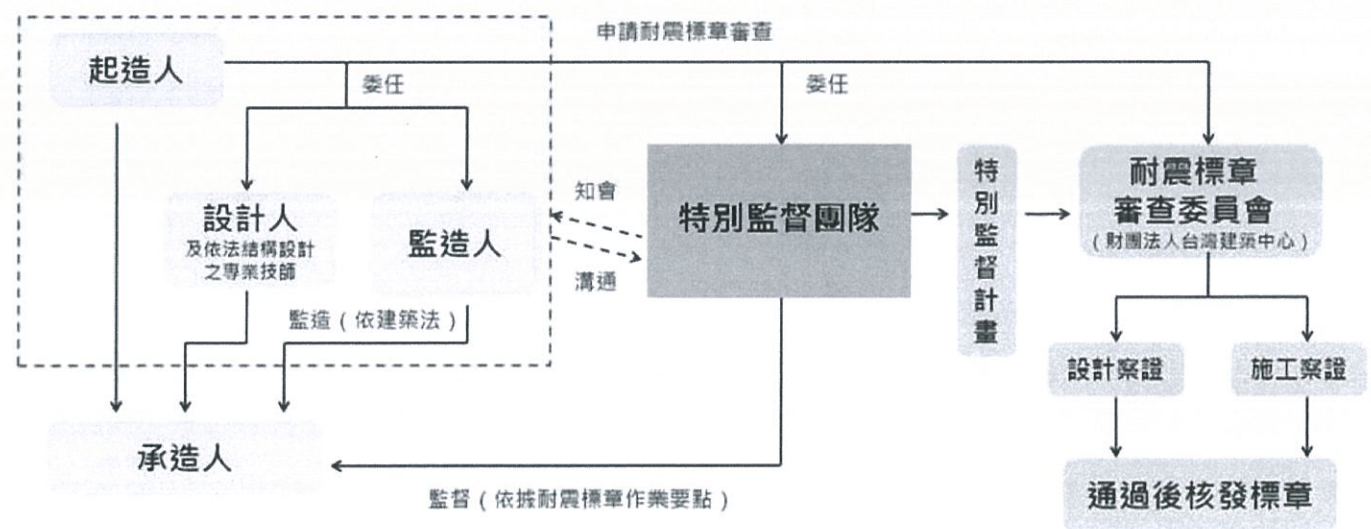 申請耐震標章審查
起造人
委任
委任
設計人
及依法結構設計
之專業技師
監造人
知會
溝通
特別監督團隊
特別監督計畫
耐震標章
審查委員會
(財團法人台灣建築中心)
監造(依建築法)
設計察證
施工察證
承造人
監督(依據耐震標章作業要點)
通過後核發標章